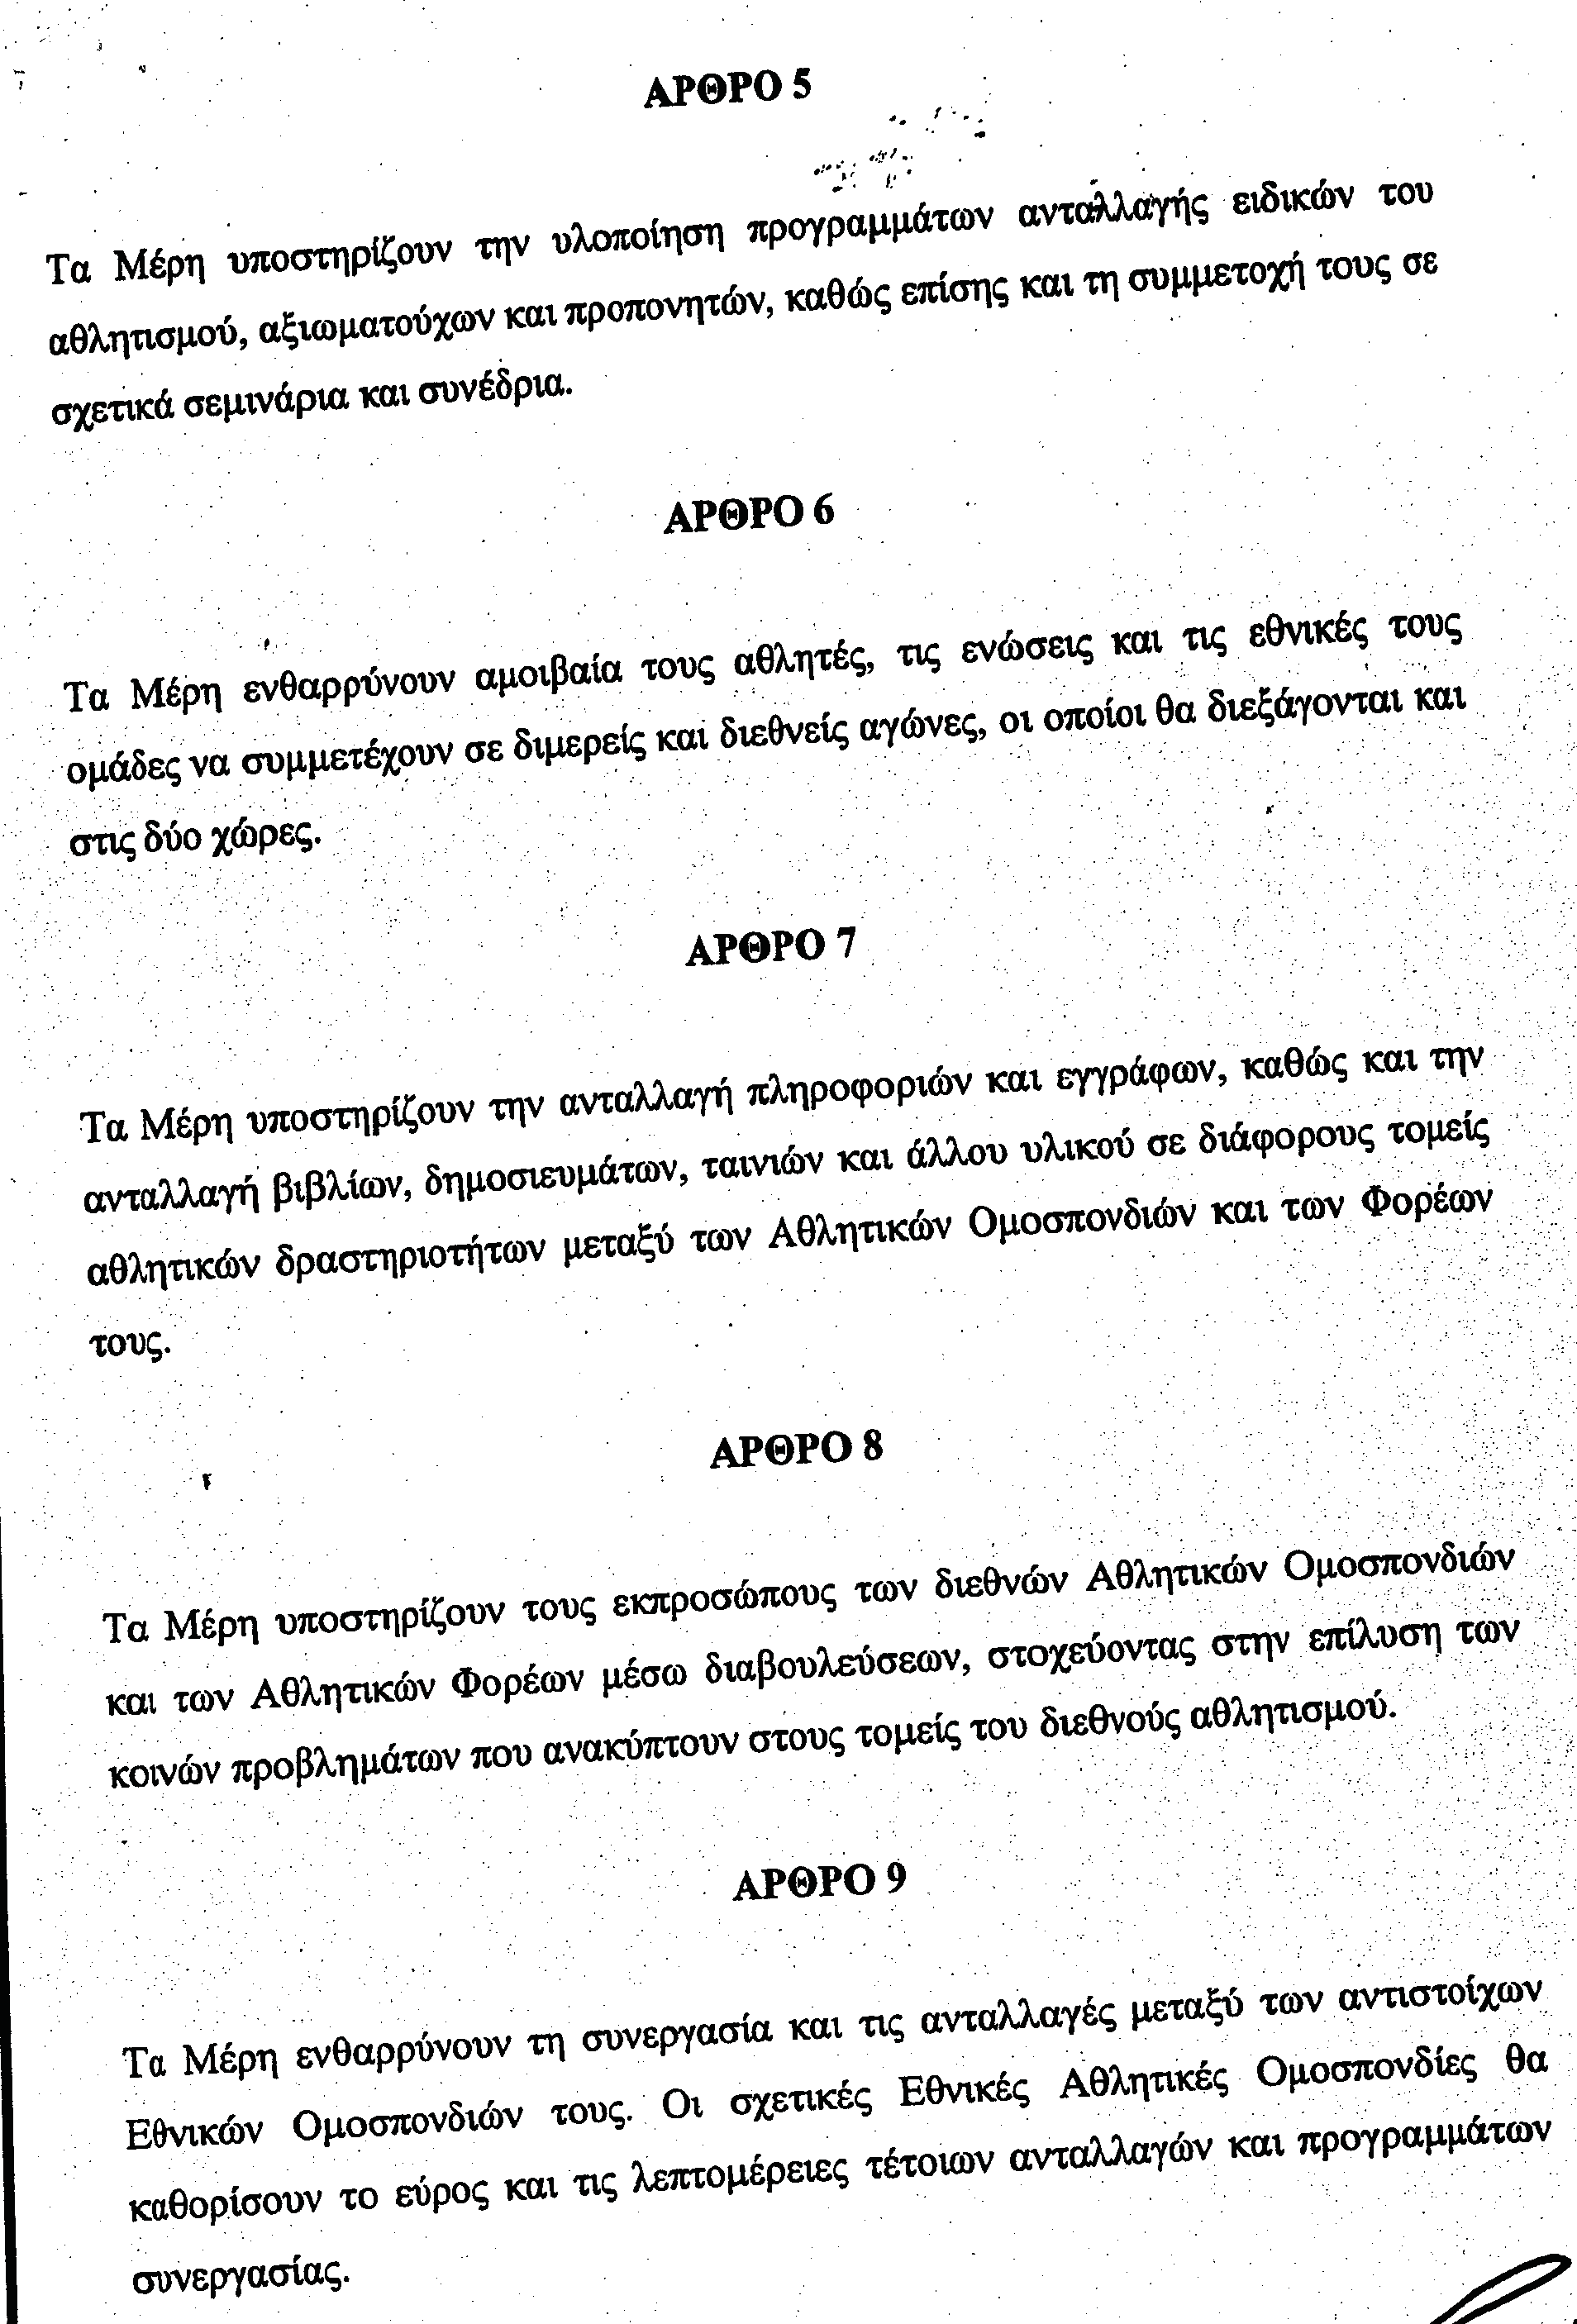 ΑΡΘΡΟ 5
Τα Μέρη υποστηρίζουν την υλοποίηση προγραμμάτων ανταλλαγής ειδικών του
αθλητισμού, αξιωματούχων και προπονητών, καθώς επίσης και τη συμμετοχή τους σε
σχετικά σεμινάρια και συνέδρια.
ΑΡΘΡΟ 6
Τα Μέρη ενθαρρύνουν αμοιβαία τους αθλητές, τις ενώσεις και τις εθνικές τους
ομάδες να συμμετέχουν σε διμερείς και διεθνείς αγώνες, οι οποίοι θα διεξάγονται και
στις δύο χώρες.
ΑΡΘΡΟ 7
Τα Μέρη υποστηρίζουν την ανταλλαγή πληροφοριών και εγγράφων, καθώς και την
ανταλλαγή βιβλίων, δημοσιευμάτων, ταινιών και άλλου υλικού σε διάφορους τομείς
αθλητικών δραστηριοτήτων μεταξύ των Αθλητικών Ομοσπονδιών και των Φορέων
τους.
ΑΡΘΡΟ 8
Τα Μέρη υποστηρίζουν τους εκπροσώπους των διεθνών Αθλητικών Ομοσπονδιών
και των Αθλητικών Φορέων μέσω διαβουλεύσεων, στοχεύοντας στην επίλυση των
κοινών προβλημάτων που ανακύπτουν στους τομείς του διεθνούς αθλητισμού.
ΑΡΘΡΟ 9
Τα Μέρη ενθαρρύνουν τη συνεργασία και τις ανταλλαγές μεταξύ των αντιστοίχων
Εθνικών Ομοσπονδιών τους. Οι σχετικές Εθνικές Αθλητικές Ομοσπονδίες θα
καθορίσουν το εύρος και τις λεπτομέρειες τέτοιων ανταλλαγών και προγραμμάτων
συνεργασίας.